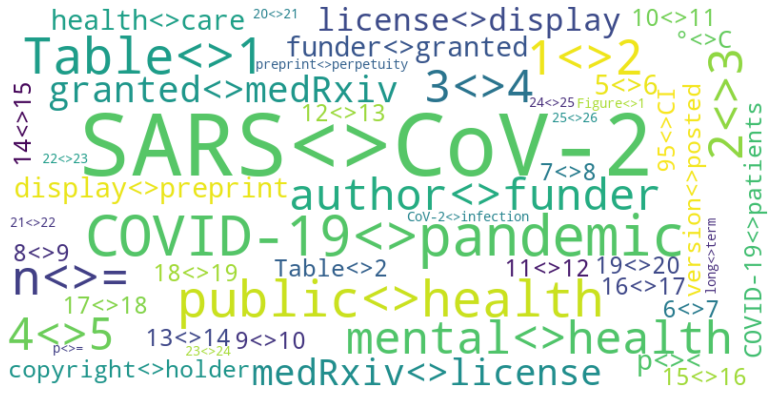 health<>care
20<>21
license<>display
10<>11
Table<>1
funder<>granted
1<>2
°<>C
preprint<>perpetuity
granted<>medRxiv
3<>4
5<>6
2<>3
14<>15
12<>13
24<>25
Figure<>1
95<>CI
SARS<>CoV-2
25<>26
version<>posted
COVID-19<>patients
22<>23
7<>8
display<>preprint
author<>funder
21<>22
CoV-2<>infection
COVID-19<>pandemic
long<>term
8<>9
n<>=
18<>19
Table<>2
11<>12
19<>20
16<>17
17<>18
public<>health
6<>7
4<>5
13<>14
9<>10
mental<>health
p<>=
23<>24
p<><
copyright<>holder
medRxiv<>license
15<>16